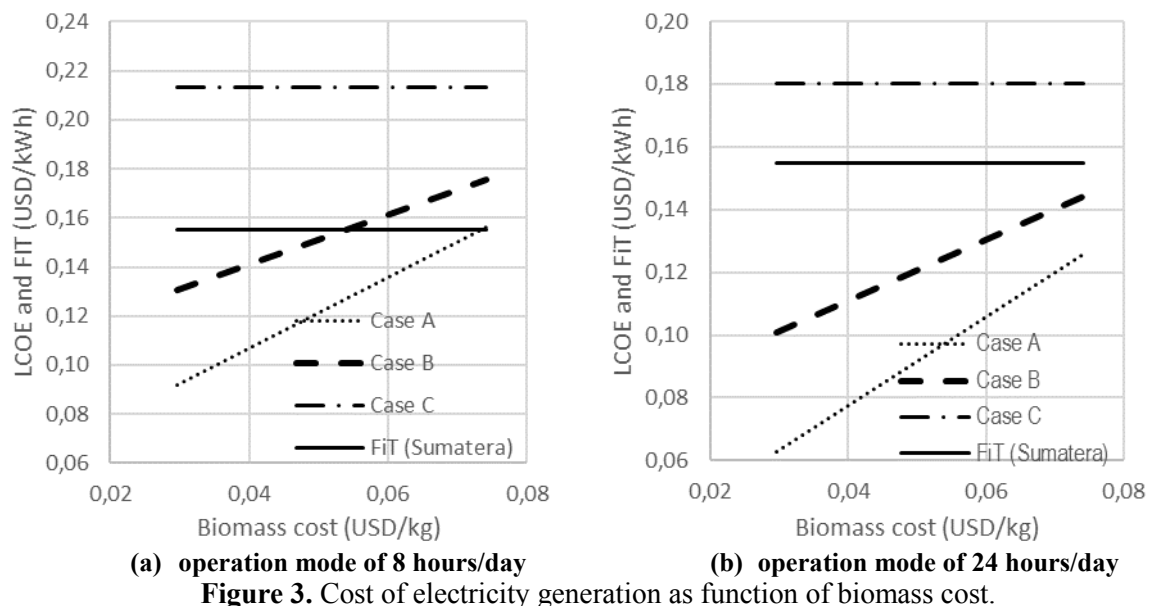 0,24
0,22
0,20
0,18
0,16
0,14
0,12
0,10
0,08
0,06
LCOE and FIT (USD/kWh)
Case A
Case B
Case C
FiT (Sumatera)
0,02
0,04
0,06
0,08
Biomass cost (USD/kg)
(a) operation mode of 8 hours/day
0,20
0,18
0,16
0,14
0,12
0,10
0,08
0,06
LCOE and FiT (USD/kWh)
Case A
Case B
Case C
FiT (Sumatera)
0,02
0,04
0,06
0,08
Biomass cost (USD/kg)
(b) operation mode of 24 hours/day
Figure 3. Cost of electricity generation as function of biomass cost.